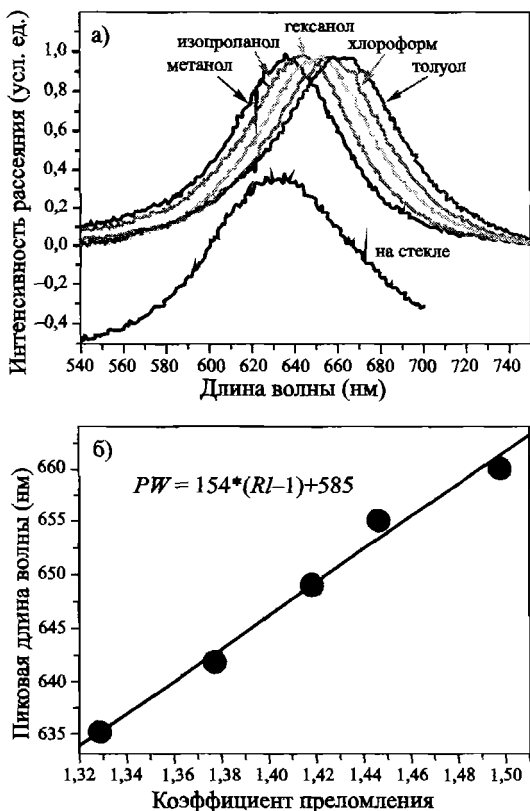 а)
гексанол
изопропанол
хлороформ
метанол
толуол
на стекле
Интенсивность рассеяния (усл. ед.)
1,0
0,8
0,6
0,4
0,2
0,0
–0,2
–0,4
540 560 580 600 620 640 660 680 700 720 740
Длина волны (нм)
б)
PW = 154*(Rl–1)+585
Пиковая длина волны (нм)
660
655
650
645
640
635
1,32 1,34 1,36 1,38 1,40 1,42 1,44 1,46 1,48 1,50
Коэффициент преломления